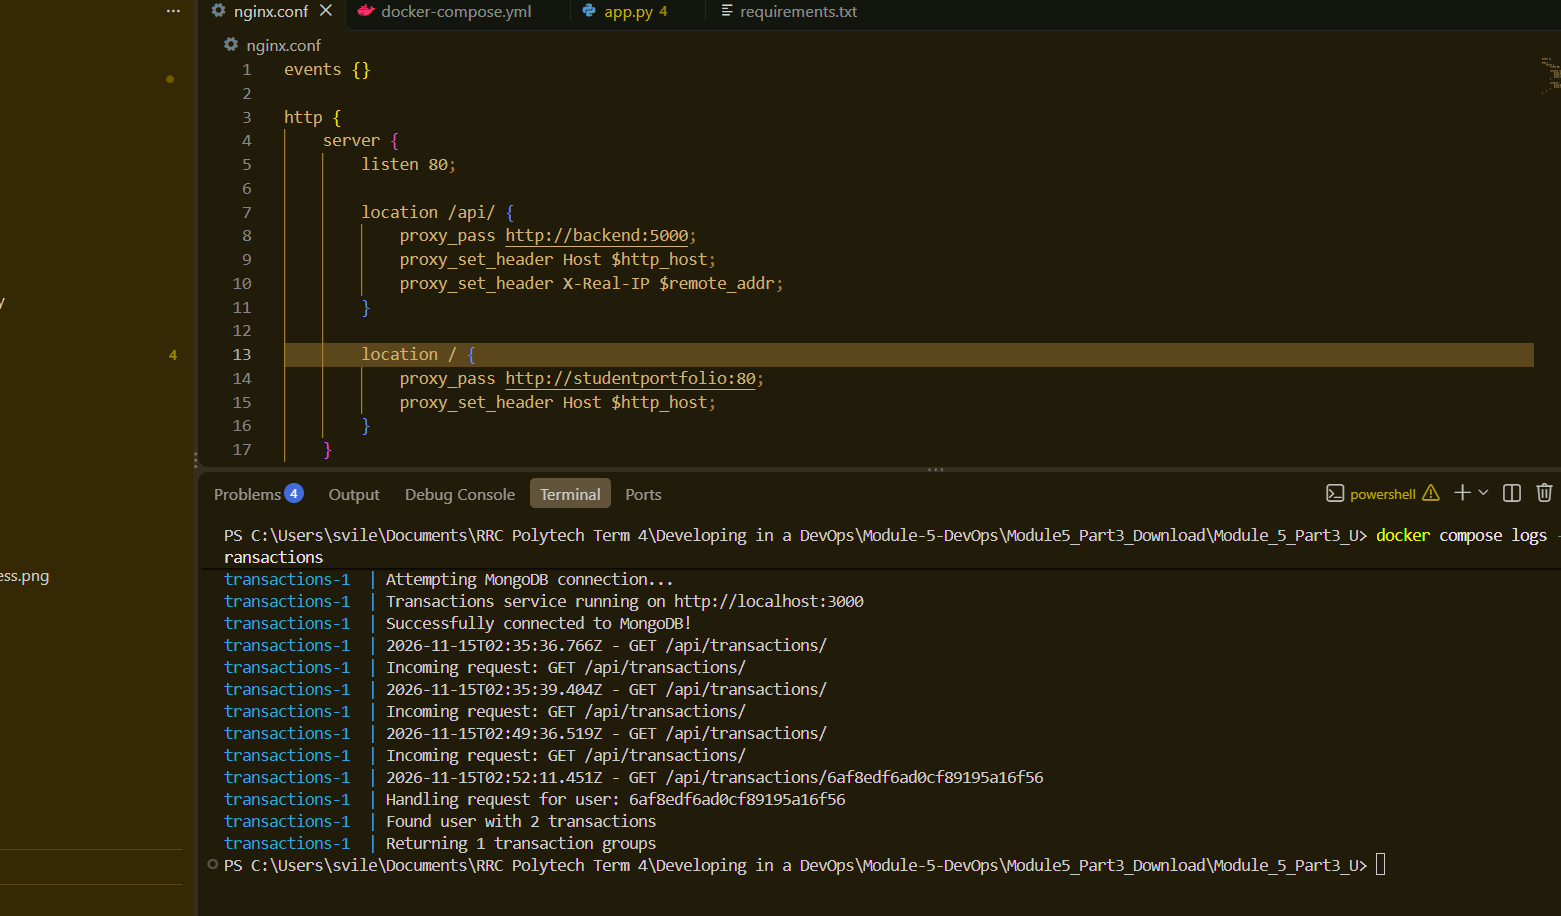 nginx.conf docker-compose.yml app.py 4 requirements.txt
nginx.conf
1 events {}
2
3 http {
4 server {
5 listen 80;
6
7 location /api/ {
8 proxy_pass http://backend:5000;
9 proxy_set_header Host $http_host;
10 proxy_set_header X-Real-IP $remote_addr;
11 }
12
13 location / {
14 proxy_pass http://studentportfolio:80;
15 proxy_set_header Host $http_host;
16 }
17 }
4
ess.png
Problems 4 Output Debug Console Terminal Ports powershell
PS C:\Users\svile\Documents\RRC Polytech Term 4\Developing in a DevOps\Module-5-DevOps\Module5_Part3_Download\Module_5_Part3_U> docker compose logs
ransactions
transactions-1 | Attempting MongoDB connection...
transactions-1 | Transactions service running on http://localhost:3000
transactions-1 | Successfully connected to MongoDB!
transactions-1 | 2026-11-15T02:35:36.766Z - GET /api/transactions/
transactions-1 | Incoming request: GET /api/transactions/
transactions-1 | 2026-11-15T02:35:39.404Z - GET /api/transactions/
transactions-1 | Incoming request: GET /api/transactions/
transactions-1 | 2026-11-15T02:49:36.519Z - GET /api/transactions/
transactions-1 | Incoming request: GET /api/transactions/
transactions-1 | 2026-11-15T02:52:11.451Z - GET /api/transactions/6af8edf6ad0cf89195a16f56
transactions-1 | Handling request for user: 6af8edf6ad0cf89195a16f56
transactions-1 | Found user with 2 transactions
transactions-1 | Returning 1 transaction groups
PS C:\Users\svile\Documents\RRC Polytech Term 4\Developing in a DevOps\Module-5-DevOps\Module5_Part3_Download\Module_5_Part3_U>